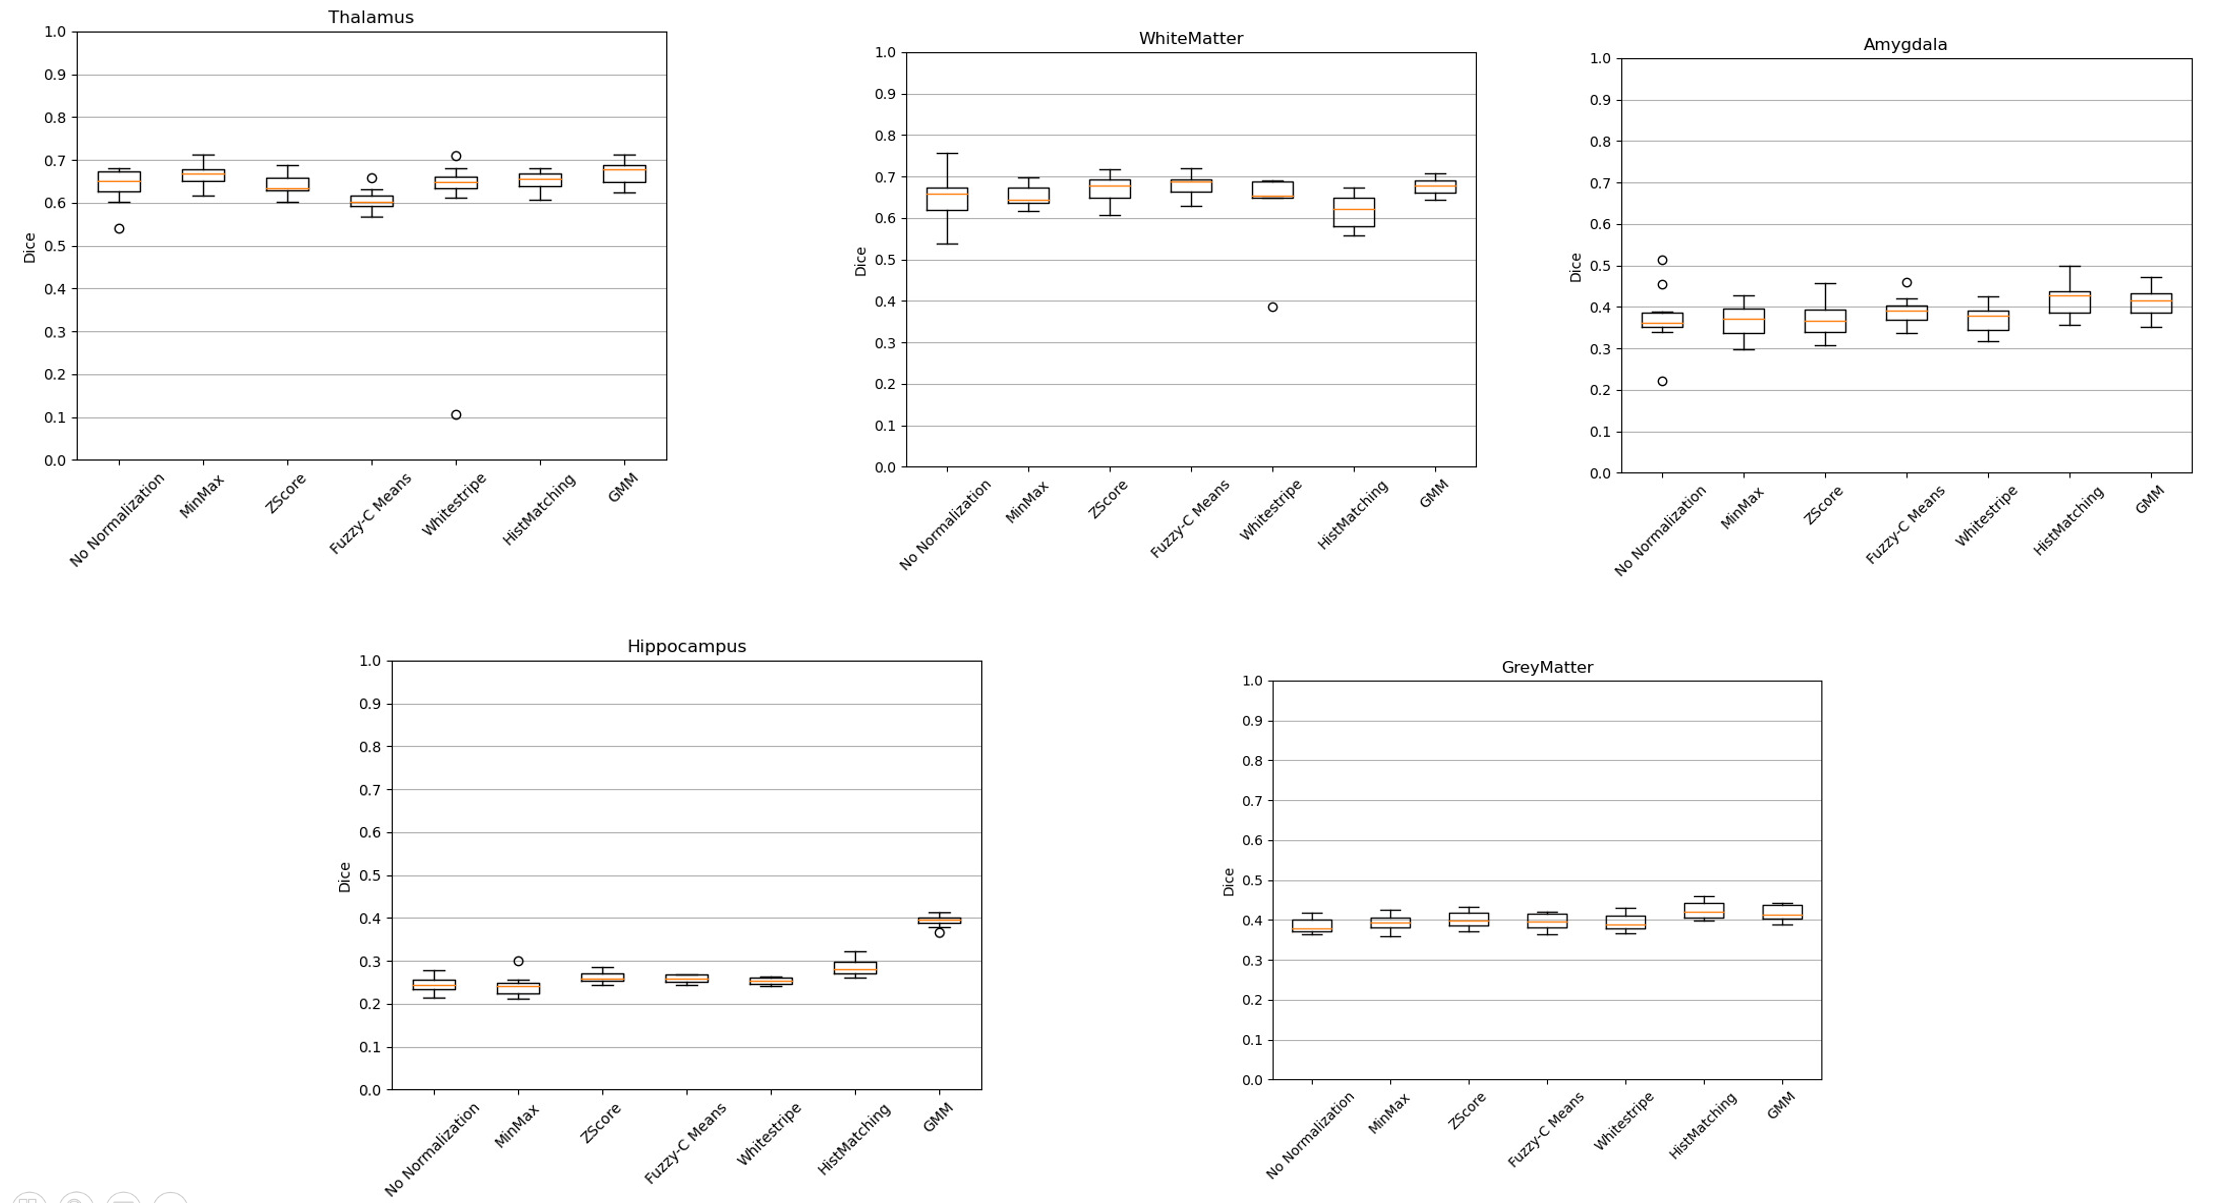 Thalamus
1.0
0.9
0.8
0.7
0.6
0.5
0.4
0.3
0.2
0.1
0.0
Dice
No Normalization
MinMax
ZScore
Fuzzy-C Means
Whitestripe
HistMatching
GMM
WhiteMatter
1.0
0.9
0.8
0.7
0.6
0.5
0.4
0.3
0.2
0.1
0.0
Dice
No Normalization
MinMax
ZScore
Fuzzy-C Means
Whitestripe
HistMatching
GMM
Amygdala
1.0
0.9
0.8
0.7
0.6
0.5
0.4
0.3
0.2
0.1
0.0
Dice
No Normalization
MinMax
ZScore
Fuzzy-C Means
Whitestripe
HistMatching
GMM
Hippocampus
1.0
0.9
0.8
0.7
0.6
0.5
0.4
0.3
0.2
0.1
0.0
Dice
No Normalization
MinMax
ZScore
Fuzzy-C Means
Whitestripe
HistMatching
GMM
GreyMatter
1.0
0.9
0.8
0.7
0.6
0.5
0.4
0.3
0.2
0.1
0.0
Dice
No Normalization
MinMax
ZScore
Fuzzy-C Means
Whitestripe
HistMatching
GMM